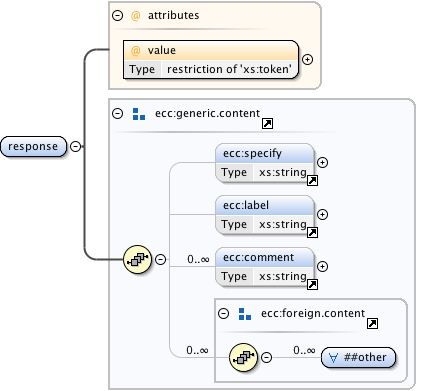 @ attributes
@ value
Type restriction of 'xs:token'
ecc:generic.content
response
ecc:specify
Type xs:string
ecc:label
Type xs:string
0..∞
ecc:comment
Type xs:string
ecc:foreign.content
0..∞
0..∞
∀ ##other